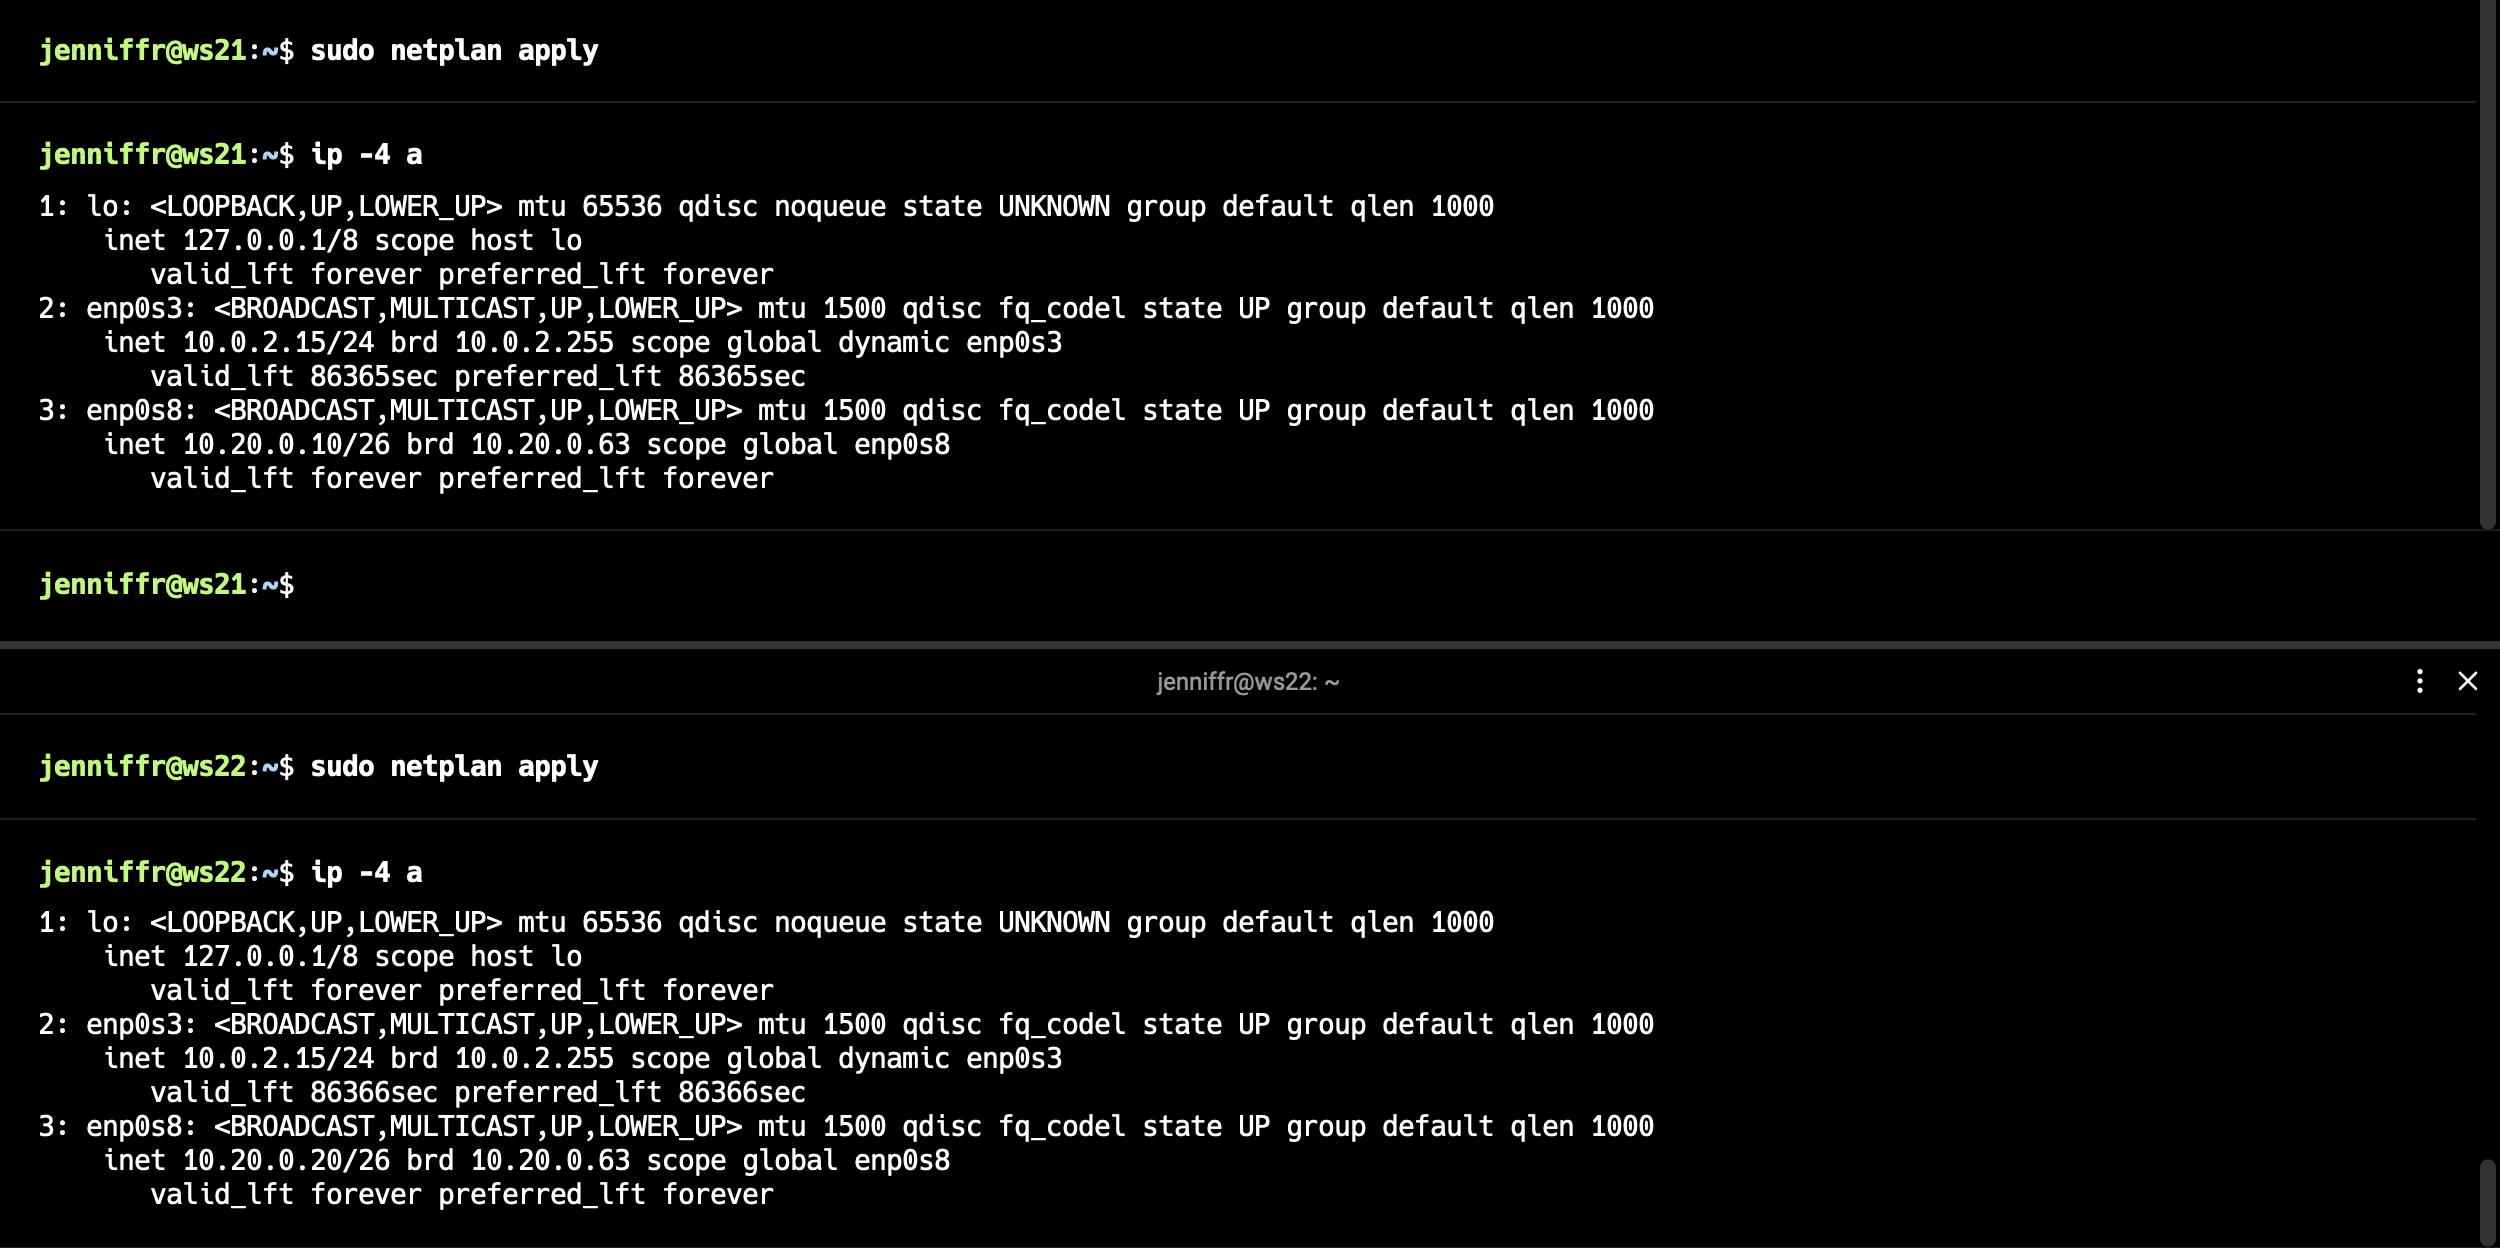 jenniffr@ws21:~$ sudo netplan apply
jenniffr@ws21:~$ ip -4 a
1: lo: <LOOPBACK,UP,LOWER_UP> mtu 65536 qdisc noqueue state UNKNOWN group default qlen 1000
    inet 127.0.0.1/8 scope host lo
       valid_lft forever preferred_lft forever
2: enp0s3: <BROADCAST,MULTICAST,UP,LOWER_UP> mtu 1500 qdisc fq_codel state UP group default qlen 1000
    inet 10.0.2.15/24 brd 10.0.2.255 scope global dynamic enp0s3
       valid_lft 86365sec preferred_lft 86365sec
3: enp0s8: <BROADCAST,MULTICAST,UP,LOWER_UP> mtu 1500 qdisc fq_codel state UP group default qlen 1000
    inet 10.20.0.10/26 brd 10.20.0.63 scope global enp0s8
       valid_lft forever preferred_lft forever
jenniffr@ws21:~$
jenniffr@ws22: ~
jenniffr@ws22:~$ sudo netplan apply
jenniffr@ws22:~$ ip -4 a
1: lo: <LOOPBACK,UP,LOWER_UP> mtu 65536 qdisc noqueue state UNKNOWN group default qlen 1000
    inet 127.0.0.1/8 scope host lo
       valid_lft forever preferred_lft forever
2: enp0s3: <BROADCAST,MULTICAST,UP,LOWER_UP> mtu 1500 qdisc fq_codel state UP group default qlen 1000
    inet 10.0.2.15/24 brd 10.0.2.255 scope global dynamic enp0s3
       valid_lft 86366sec preferred_lft 86366sec
3: enp0s8: <BROADCAST,MULTICAST,UP,LOWER_UP> mtu 1500 qdisc fq_codel state UP group default qlen 1000
    inet 10.20.0.20/26 brd 10.20.0.63 scope global enp0s8
       valid_lft forever preferred_lft forever